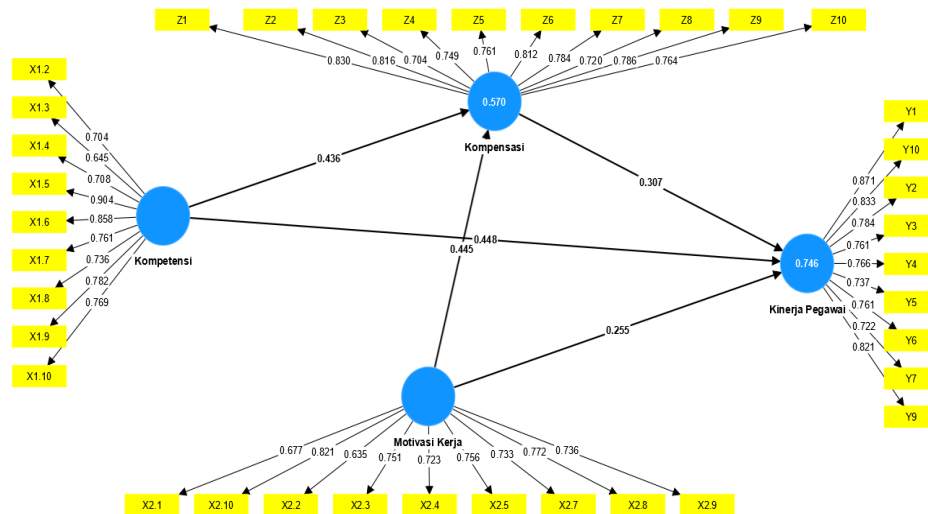 Z1 Z2 Z3 Z4 Z5 Z6 Z7 Z8 Z9 Z10
0.830 0.816 0.704 0.749 0.761 0.812 0.784 0.720 0.786 0.764
0.570
Kompensasi
X1.2
X1.3
X1.4
X1.5
X1.6
X1.7
X1.8
X1.9
X1.10
0.704
0.645
0.708
0.904
0.858
0.761
0.736
0.782
0.769
Kompetensi
0.436
0.307
0.448
0.445
0.255
Y1
Y10
Y2
Y3
Y4
Y5
Y6
Y7
Y9
0.871
0.833
0.784
0.761
0.766
0.737
0.761
0.722
0.821
0.746
Kinerja Pegawai
Motivasi Kerja
0.677 0.821 0.635 0.751 0.723 0.756 0.733 0.772 0.736
X2.1 X2.10 X2.2 X2.3 X2.4 X2.5 X2.7 X2.8 X2.9